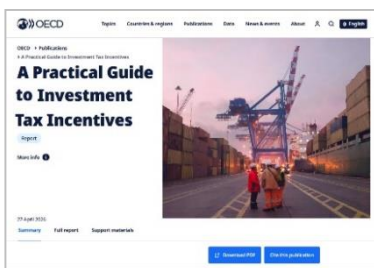 OECD
Topics Countries & regions Publications Data News & events About English
OECD > Publications
> A Practical Guide to Investment Tax Incentives
A Practical Guide
to Investment
Tax Incentives
Report
More info
Summary Full report Support materials
Download PDF Cite this publication